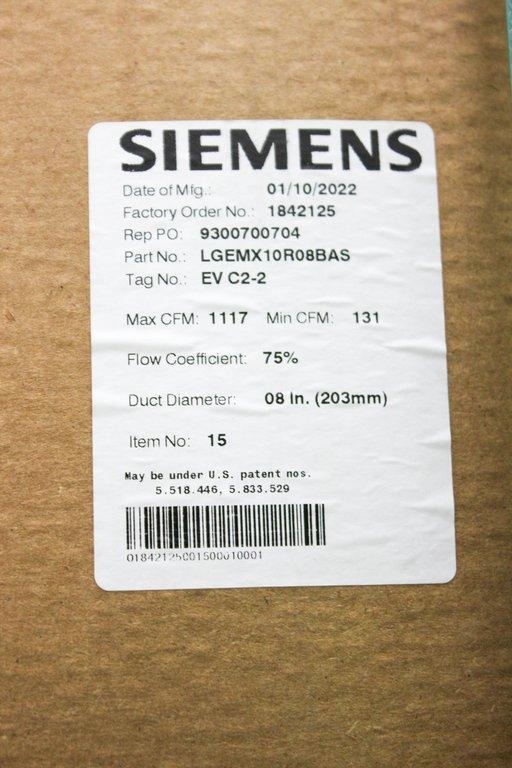 SIEMENS
Date of Mfg.: 01/10/2022
Factory Order No.: 1842125
Rep PO: 9300700704
Part No.: LGEMX10R08BAS
Tag No.: EV C2-2
Max CFM: 1117 Min CFM: 131
Flow Coefficient: 75%
Duct Diameter: 08 In. (203mm)
Item No: 15
May be under U.S. patent nos.
5.518.446, 5.833.529
01842125001500010001